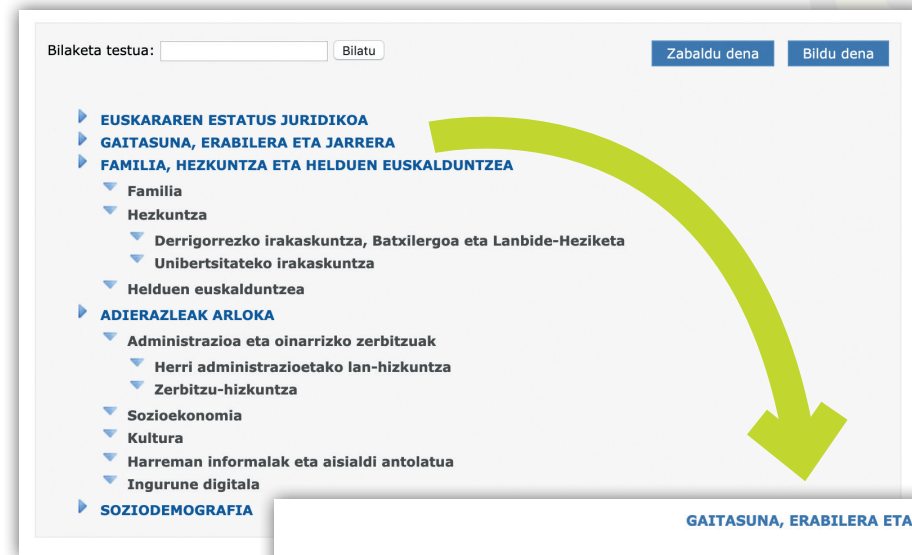 Bilaketa testua: Bilatu Zabaldu dena Bildu dena
EUSKARAREN ESTATUS JURIDIKOA
GAITASUNA, ERABILERA ETA JARRERA
FAMILIA, HEZKUNTZA ETA HELDUEN EUSKALDUNTZEA
Familia
Hezkuntza
Derrigorrezko irakaskuntza, Batxilergoa eta Lanbide-Heziketa
Unibertsitateko irakaskuntza
Helduen euskalduntzea
ADIERAZLEAK ARLOKA
Administrazioa eta oinarrizko zerbitzuak
Herri administrazioetako lan-hizkuntza
Zerbitzu-hizkuntza
Sozioekonomia
Kultura
Harreman informalak eta aisialdi antolatua
Ingurune digitala
SOZIODEMOGRAFIA
GAITASUNA, ERABILERA ETA